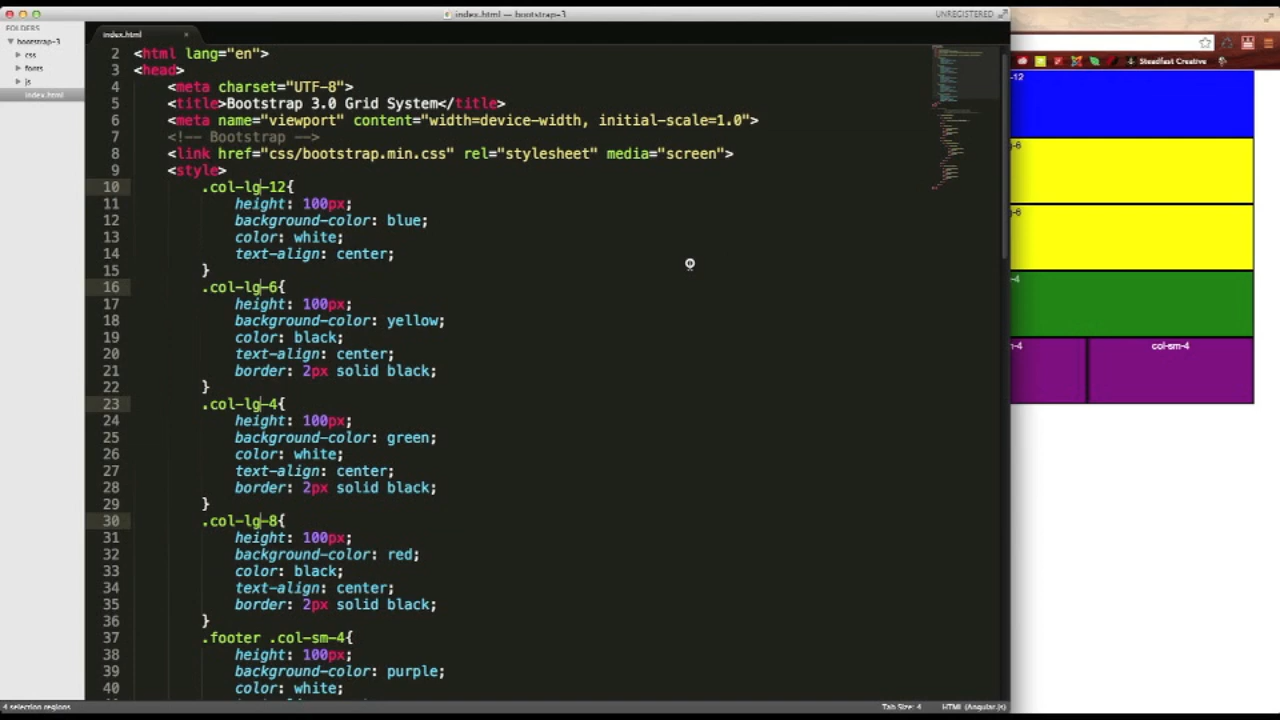 index.html — bootstrap-3
UNREGISTERED
FOLDERS
bootstrap-3
css
fonts
js
index.html
index.html ×
2 <html lang="en">
3 <head>
4 <meta charset="UTF-8">
5 <title>Bootstrap 3.0 Grid System</title>
6 <meta name="viewport" content="width=device-width, initial-scale=1.0">
7 <!-- Bootstrap -->
8 <link href="css/bootstrap.min.css" rel="stylesheet" media="screen">
9 <style>
10 .col-lg-12{
11 height: 100px;
12 background-color: blue;
13 color: white;
14 text-align: center;
15 }
16 .col-lg-6{
17 height: 100px;
18 background-color: yellow;
19 color: black;
20 text-align: center;
21 border: 2px solid black;
22 }
23 .col-lg-4{
24 height: 100px;
25 background-color: green;
26 color: white;
27 text-align: center;
28 border: 2px solid black;
29 }
30 .col-lg-8{
31 height: 100px;
32 background-color: red;
33 color: black;
34 text-align: center;
35 border: 2px solid black;
36 }
37 .footer .col-sm-4{
38 height: 100px;
39 background-color: purple;
40 color: white;
4 selection regions
Tab Size: 4
HTML (Angular.js)
Steadfast Creative
-12
-6
-6
-4
-4
col-sm-4